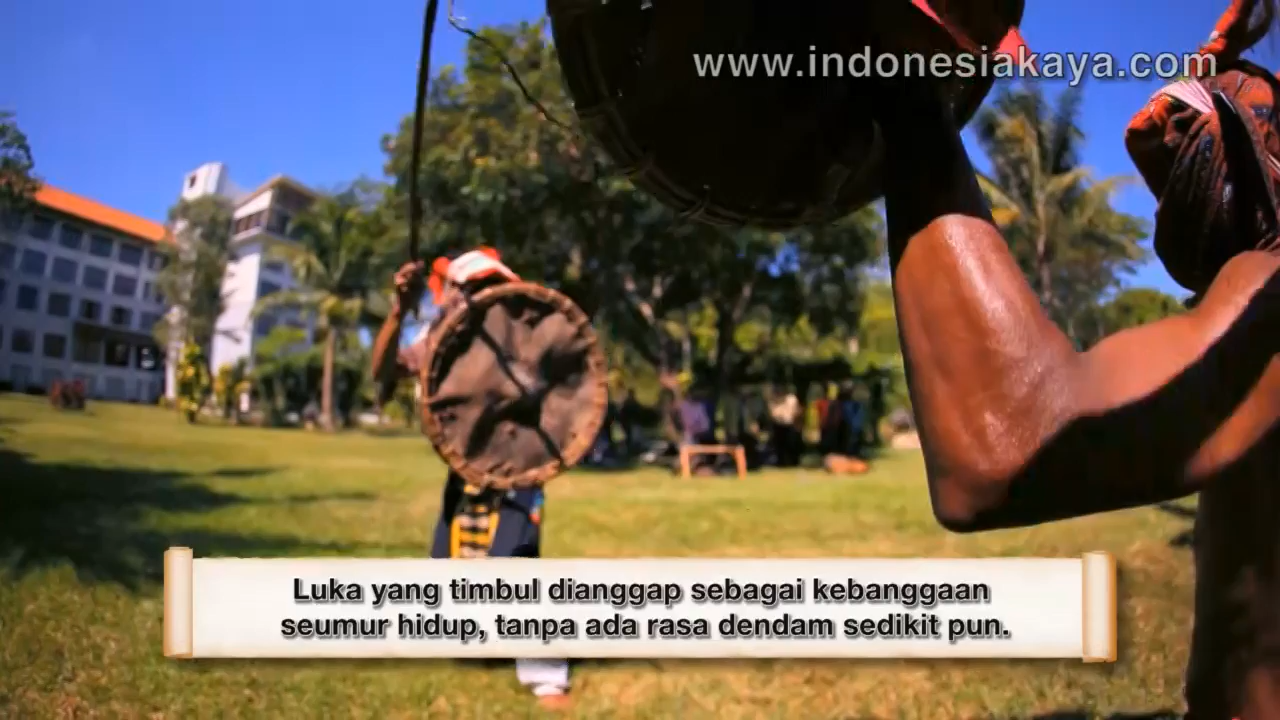 www.indonesiakaya.com
Luka yang timbul dianggap sebagai kebanggaan
seumur hidup, tanpa ada rasa dendam sedikit pun.